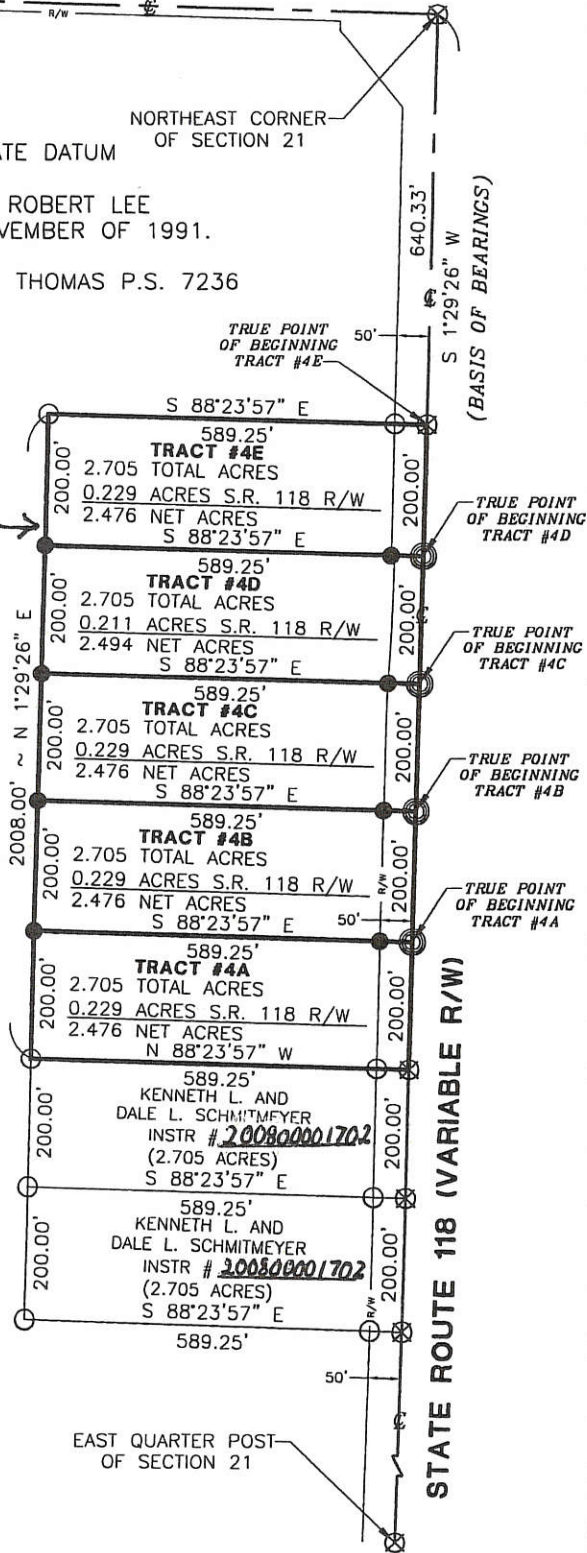 R/W
NORTHEAST CORNER
OF SECTION 21
ATE DATUM
ROBERT LEE
VEMBER OF 1991.
THOMAS P.S. 7236
640.33'
S 1°29'26" W
(BASIS OF BEARINGS)
50'
TRUE POINT
OF BEGINNING
TRACT #4E
S 88°23'57" E
589.25'
TRACT #4E
2.705 TOTAL ACRES
0.229 ACRES S.R. 118 R/W
2.476 NET ACRES
200.00'
200.00'
S 88°23'57" E
TRUE POINT
OF BEGINNING
TRACT #4D
589.25'
TRACT #4D
2.705 TOTAL ACRES
0.211 ACRES S.R. 118 R/W
2.494 NET ACRES
200.00'
200.00'
S 88°23'57" E
TRUE POINT
OF BEGINNING
TRACT #4C
2008.00' ~ N 1°29'26" E
589.25'
TRACT #4C
2.705 TOTAL ACRES
0.229 ACRES S.R. 118 R/W
2.476 NET ACRES
200.00'
200.00'
S 88°23'57" E
TRUE POINT
OF BEGINNING
TRACT #4B
589.25'
TRACT #4B
2.705 TOTAL ACRES
0.229 ACRES S.R. 118 R/W
2.476 NET ACRES
200.00'
R/W
200.00'
50'
S 88°23'57" E
TRUE POINT
OF BEGINNING
TRACT #4A
589.25'
TRACT #4A
2.705 TOTAL ACRES
0.229 ACRES S.R. 118 R/W
2.476 NET ACRES
200.00'
200.00'
N 88°23'57" W
589.25'
KENNETH L. AND
DALE L. SCHMITMEYER
INSTR # 200800001702
(2.705 ACRES)
200.00'
200.00'
S 88°23'57" E
589.25'
KENNETH L. AND
DALE L. SCHMITMEYER
INSTR # 200800001702
(2.705 ACRES)
200.00'
200.00'
R/W
S 88°23'57" E
589.25'
50'
STATE ROUTE 118 (VARIABLE R/W)
EAST QUARTER POST
OF SECTION 21